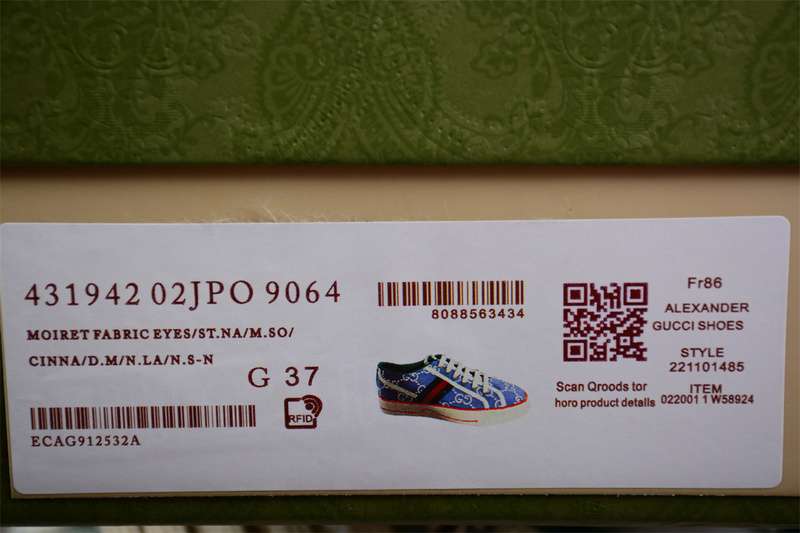 431942 02JPO 9064
MOIRET FABRIC EYES/ST.NA/M.SO/
CINNA/D.M/N.LA/N.S-N
G 37
RFID
ECAG912532A
8088563434
Scan Qroods tor
horo product details
Fr86
ALEXANDER
GUCCI SHOES
STYLE
221101485
ITEM
022001 1 W58924